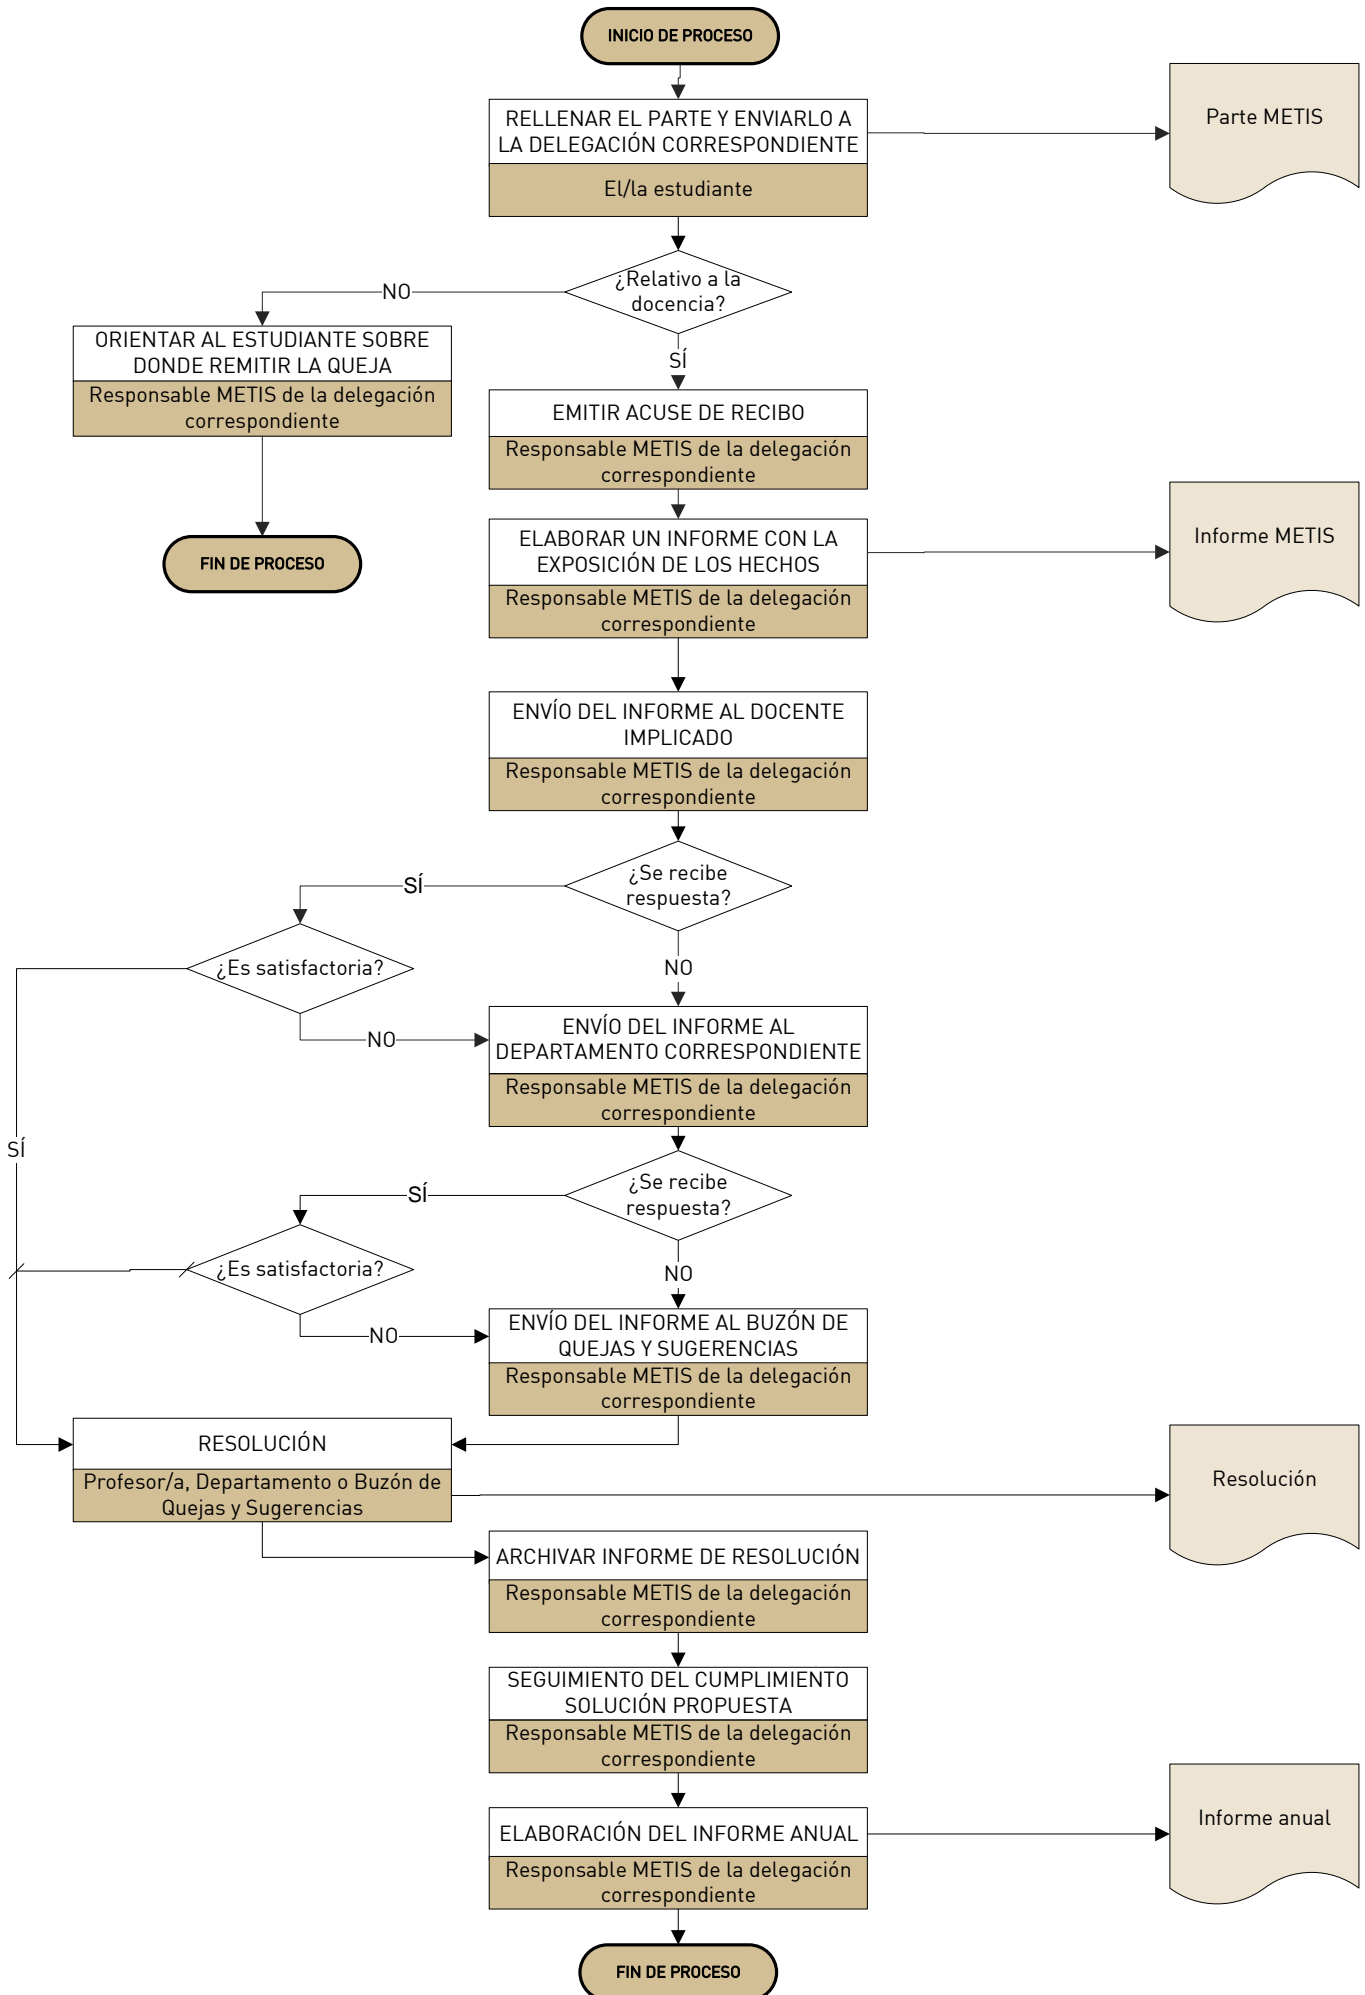 INICIO DE PROCESO
RELLENAR EL PARTE Y ENVIARLO A
LA DELEGACIÓN CORRESPONDIENTE
El/la estudiante
Parte METIS
¿Relativo a la
docencia?
NO
SÍ
ORIENTAR AL ESTUDIANTE SOBRE
DONDE REMITIR LA QUEJA
Responsable METIS de la delegación
correspondiente
FIN DE PROCESO
EMITIR ACUSE DE RECIBO
Responsable METIS de la delegación
correspondiente
ELABORAR UN INFORME CON LA
EXPOSICIÓN DE LOS HECHOS
Responsable METIS de la delegación
correspondiente
Informe METIS
ENVÍO DEL INFORME AL DOCENTE
IMPLICADO
Responsable METIS de la delegación
correspondiente
¿Se recibe
respuesta?
SÍ
¿Es satisfactoria?
NO
NO
ENVÍO DEL INFORME AL
DEPARTAMENTO CORRESPONDIENTE
Responsable METIS de la delegación
correspondiente
SÍ
¿Se recibe
respuesta?
SÍ
¿Es satisfactoria?
NO
NO
ENVÍO DEL INFORME AL BUZÓN DE
QUEJAS Y SUGERENCIAS
Responsable METIS de la delegación
correspondiente
RESOLUCIÓN
Profesor/a, Departamento o Buzón de
Quejas y Sugerencias
Resolución
ARCHIVAR INFORME DE RESOLUCIÓN
Responsable METIS de la delegación
correspondiente
SEGUIMIENTO DEL CUMPLIMIENTO
SOLUCIÓN PROPUESTA
Responsable METIS de la delegación
correspondiente
ELABORACIÓN DEL INFORME ANUAL
Responsable METIS de la delegación
correspondiente
Informe anual
FIN DE PROCESO